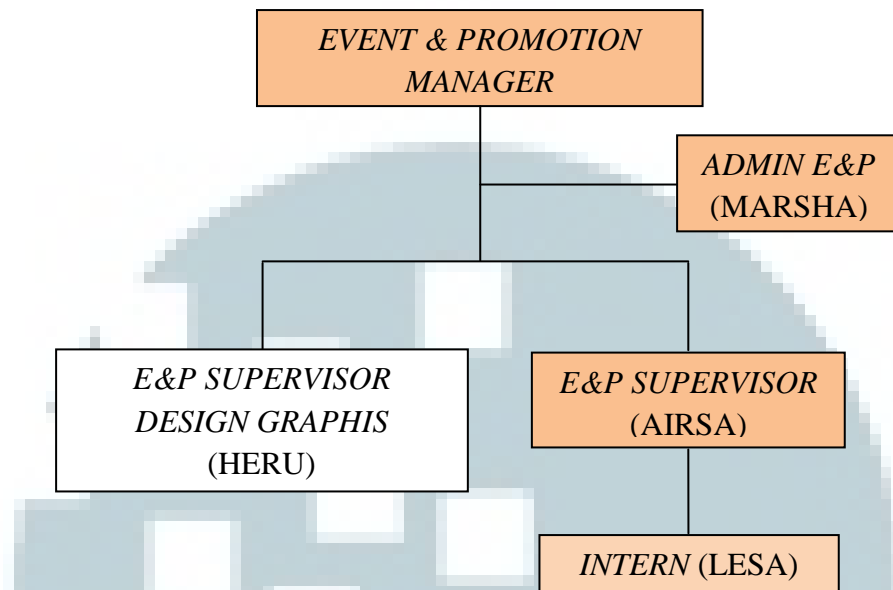 EVENT & PROMOTION
MANAGER
ADMIN E&P
(MARSHA)
E&P SUPERVISOR
DESIGN GRAPHIS
(HERU)
E&P SUPERVISOR
(AIRSA)
INTERN (LESA)